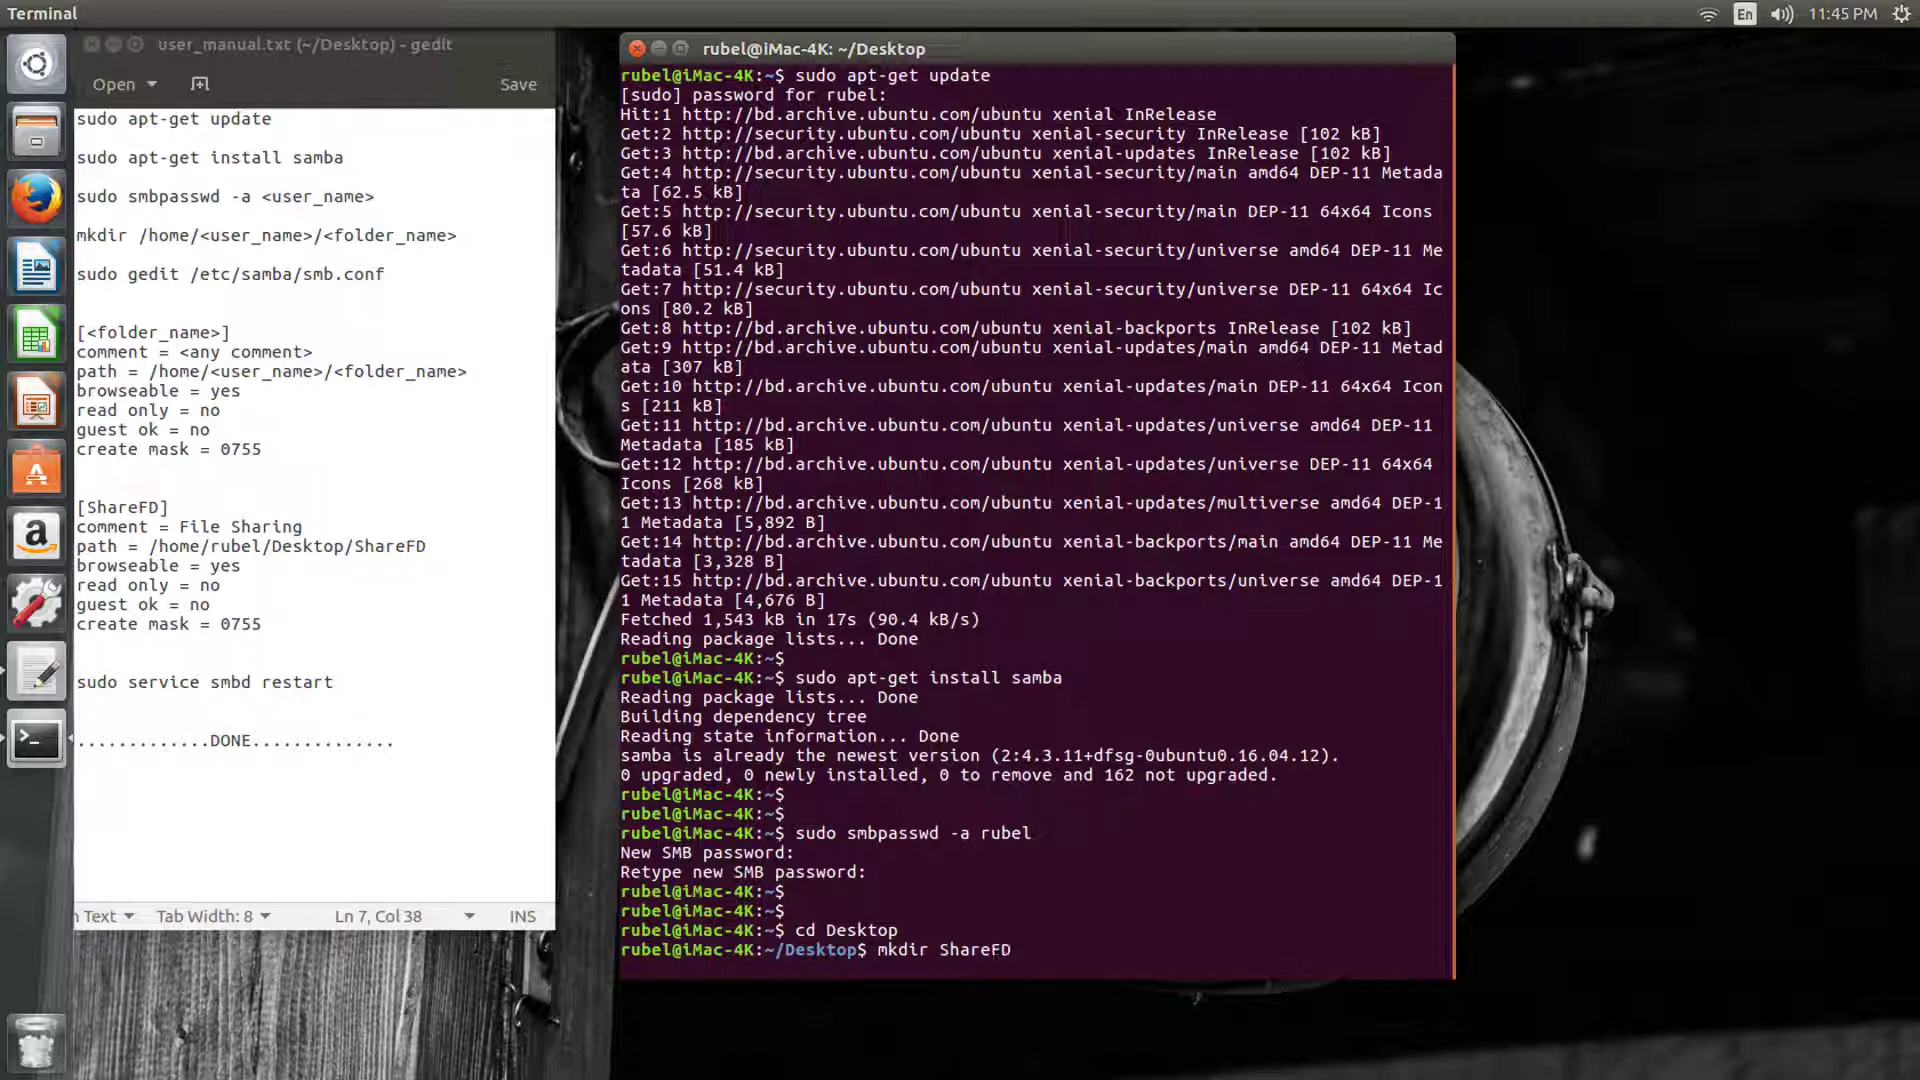 Terminal
En
11:45 PM
user_manual.txt (~/Desktop) - gedit
Open
Save
sudo apt-get update
sudo apt-get install samba
sudo smbpasswd -a <user_name>
mkdir /home/<user_name>/<folder_name>
sudo gedit /etc/samba/smb.conf
[<folder_name>]
comment = <any comment>
path = /home/<user_name>/<folder_name>
browseable = yes
read only = no
guest ok = no
create mask = 0755
[ShareFD]
comment = File Sharing
path = /home/rubel/Desktop/ShareFD
browseable = yes
read only = no
guest ok = no
create mask = 0755
sudo service smbd restart
.............DONE..............
Text
Tab Width: 8
Ln 7, Col 38
INS
rubel@iMac-4K: ~/Desktop
rubel@iMac-4K:~$ sudo apt-get update
[sudo] password for rubel:
Hit:1 http://bd.archive.ubuntu.com/ubuntu xenial InRelease
Get:2 http://security.ubuntu.com/ubuntu xenial-security InRelease [102 kB]
Get:3 http://bd.archive.ubuntu.com/ubuntu xenial-updates InRelease [102 kB]
Get:4 http://security.ubuntu.com/ubuntu xenial-security/main amd64 DEP-11 Metada
ta [62.5 kB]
Get:5 http://security.ubuntu.com/ubuntu xenial-security/main DEP-11 64x64 Icons
[57.6 kB]
Get:6 http://security.ubuntu.com/ubuntu xenial-security/universe amd64 DEP-11 Me
tadata [51.4 kB]
Get:7 http://security.ubuntu.com/ubuntu xenial-security/universe DEP-11 64x64 Ic
ons [80.2 kB]
Get:8 http://bd.archive.ubuntu.com/ubuntu xenial-backports InRelease [102 kB]
Get:9 http://bd.archive.ubuntu.com/ubuntu xenial-updates/main amd64 DEP-11 Metad
ata [307 kB]
Get:10 http://bd.archive.ubuntu.com/ubuntu xenial-updates/main DEP-11 64x64 Icon
s [211 kB]
Get:11 http://bd.archive.ubuntu.com/ubuntu xenial-updates/universe amd64 DEP-11
Metadata [185 kB]
Get:12 http://bd.archive.ubuntu.com/ubuntu xenial-updates/universe DEP-11 64x64
Icons [268 kB]
Get:13 http://bd.archive.ubuntu.com/ubuntu xenial-updates/multiverse amd64 DEP-1
1 Metadata [5,892 B]
Get:14 http://bd.archive.ubuntu.com/ubuntu xenial-backports/main amd64 DEP-11 Me
tadata [3,328 B]
Get:15 http://bd.archive.ubuntu.com/ubuntu xenial-backports/universe amd64 DEP-1
1 Metadata [4,676 B]
Fetched 1,543 kB in 17s (90.4 kB/s)
Reading package lists... Done
rubel@iMac-4K:~$
rubel@iMac-4K:~$ sudo apt-get install samba
Reading package lists... Done
Building dependency tree
Reading state information... Done
samba is already the newest version (2:4.3.11+dfsg-0ubuntu0.16.04.12).
0 upgraded, 0 newly installed, 0 to remove and 162 not upgraded.
rubel@iMac-4K:~$
rubel@iMac-4K:~$
rubel@iMac-4K:~$ sudo smbpasswd -a rubel
New SMB password:
Retype new SMB password:
rubel@iMac-4K:~$
rubel@iMac-4K:~$
rubel@iMac-4K:~$ cd Desktop
rubel@iMac-4K:~/Desktop$ mkdir ShareFD